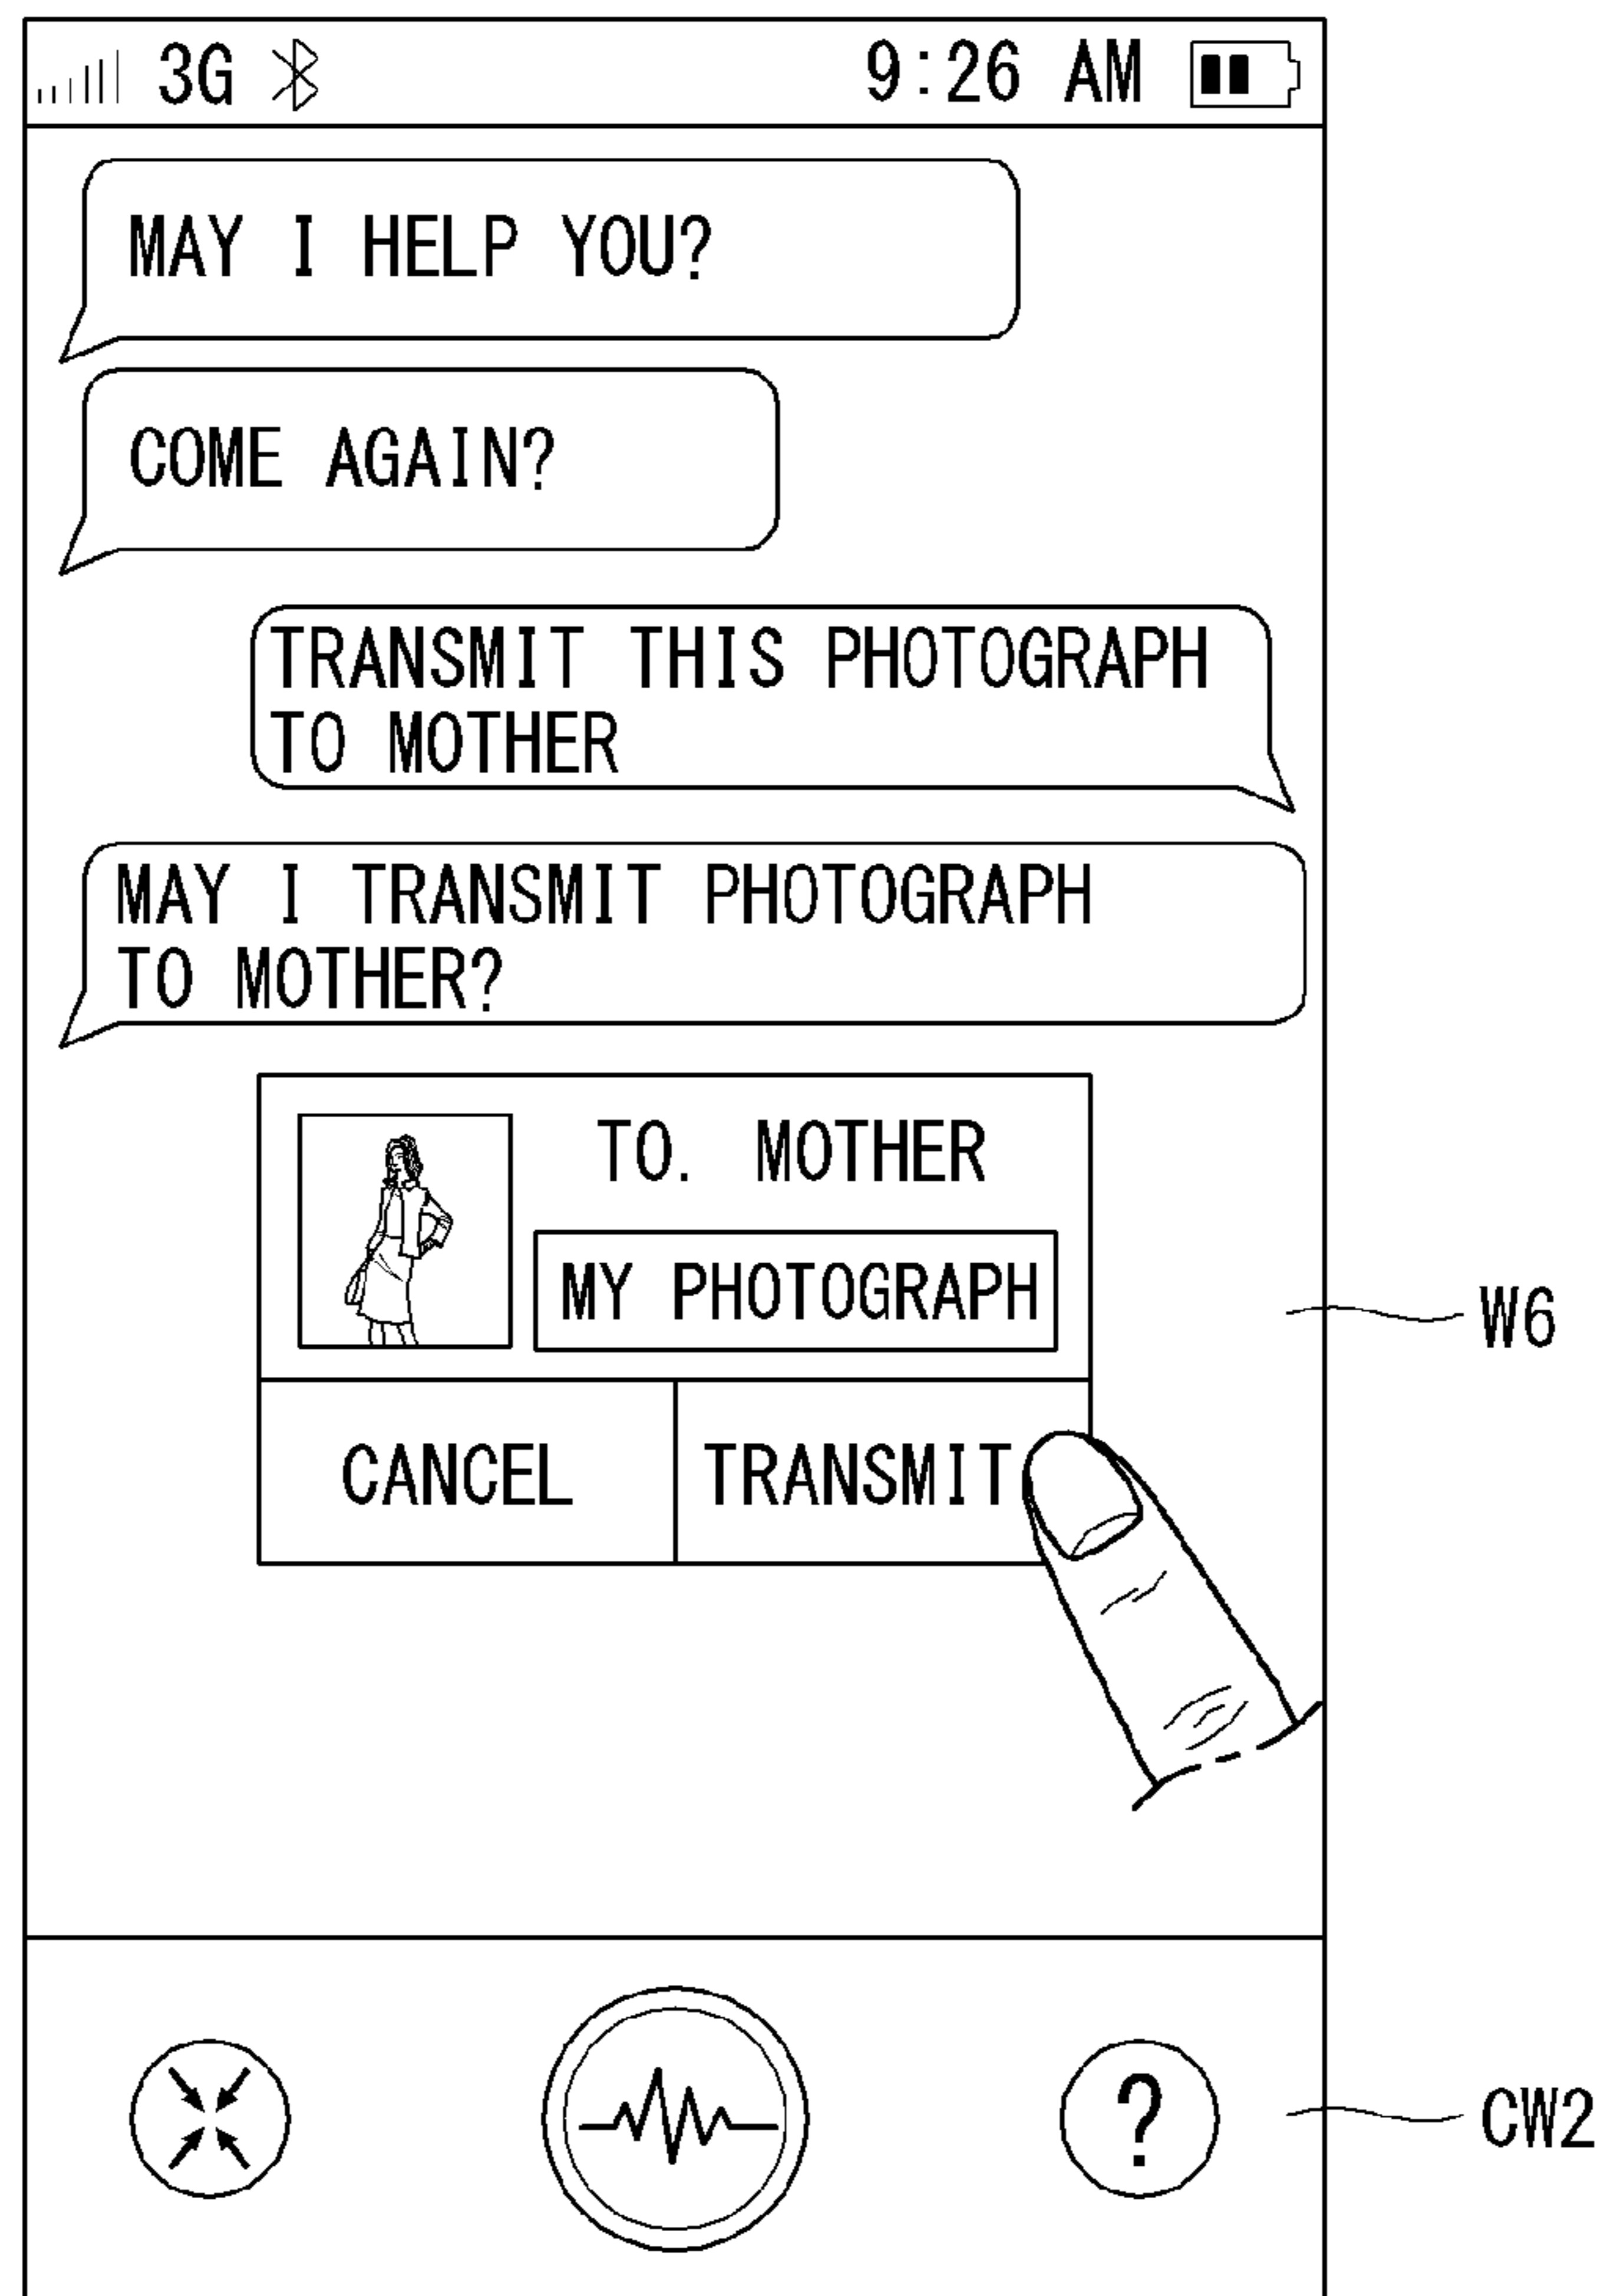 3G 9:26 AM
MAY I HELP YOU?
COME AGAIN?
TRANSMIT THIS PHOTOGRAPH
TO MOTHER
MAY I TRANSMIT PHOTOGRAPH
TO MOTHER?
TO. MOTHER
MY PHOTOGRAPH
W6
CANCEL TRANSMIT
?
CW2